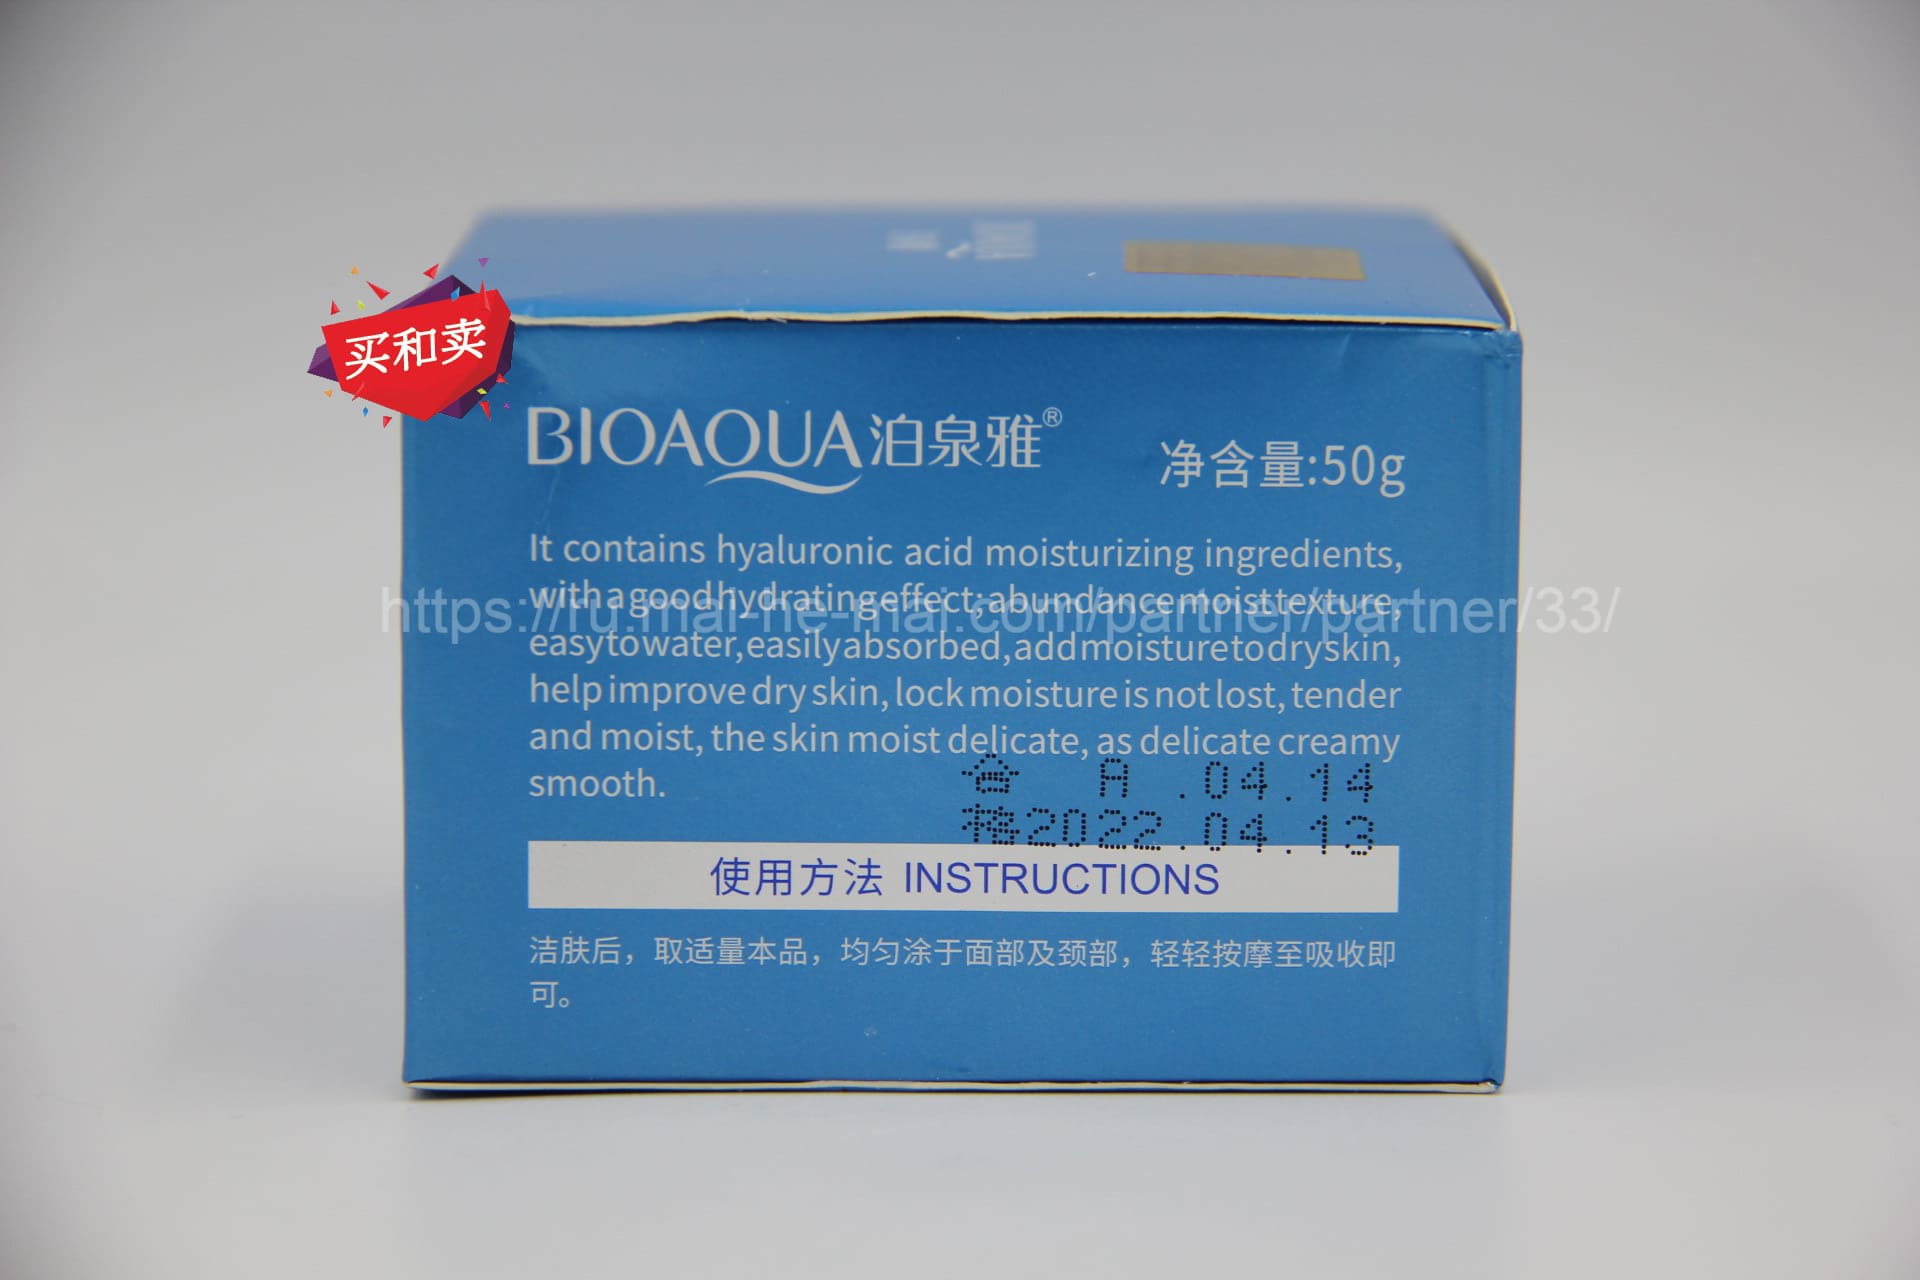 买和卖
BIOAQUA泊泉雅®
净含量:50g
It contains hyaluronic acid moisturizing ingredients,
with a good hydrating effect; abundance moist texture,
https://ru.mai-he-mai.com/partner/partner/33/
easy to water, easily absorbed, add moisture to dry skin,
help improve dry skin, lock moisture is not lost, tender
and moist, the skin moist delicate, as delicate creamy
smooth.
合 A .04.14
格2022.04.13
使用方法 INSTRUCTIONS
洁肤后，取适量本品，均匀涂于面部及颈部，轻轻按摩至吸收即
可。